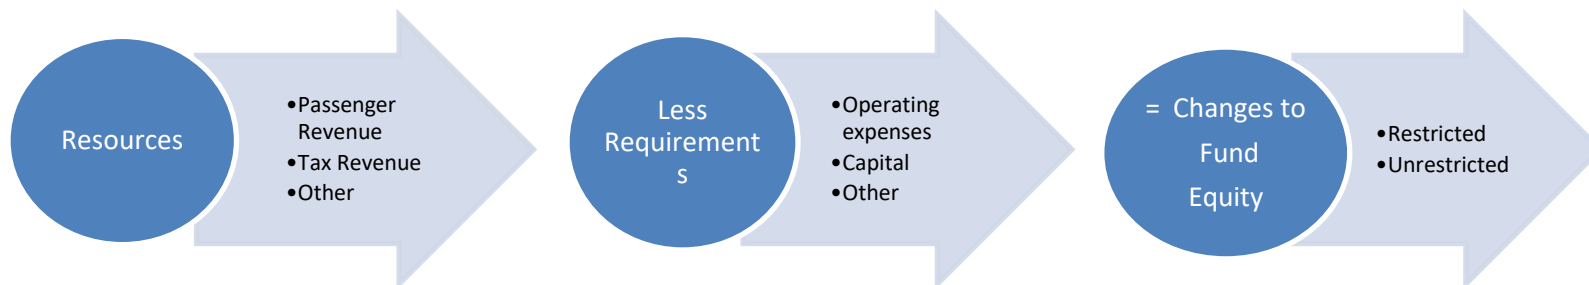 Resources
•Passenger
Revenue
•Tax Revenue
•Other
Less
Requirement
s
•Operating
expenses
•Capital
•Other
= Changes to
Fund
Equity
•Restricted
•Unrestricted